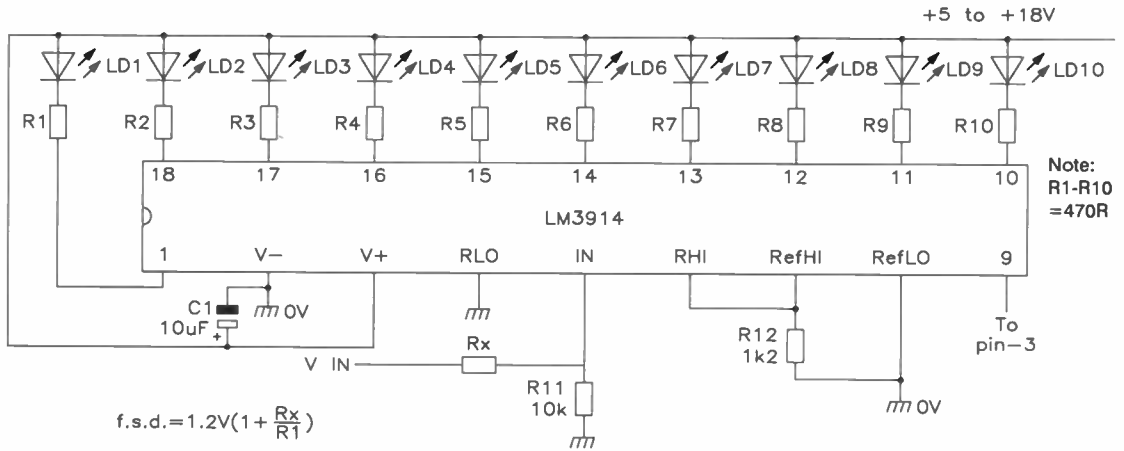 +5 to +18V
LD1 LD2 LD3 LD4 LD5 LD6 LD7 LD8 LD9 LD10
R1 R2 R3 R4 R5 R6 R7 R8 R9 R10
Note:
R1-R10
=470R
18 17 16 15 14 13 12 11 10
LM3914
1 V- V+ RLO IN RHI RefHI RefLO 9
C1
10uF
+
0V
Rx
V IN
R11
10k
R12
1k2
0V
To
pin-3
f.s.d.=1.2V(1+Rx/R1)